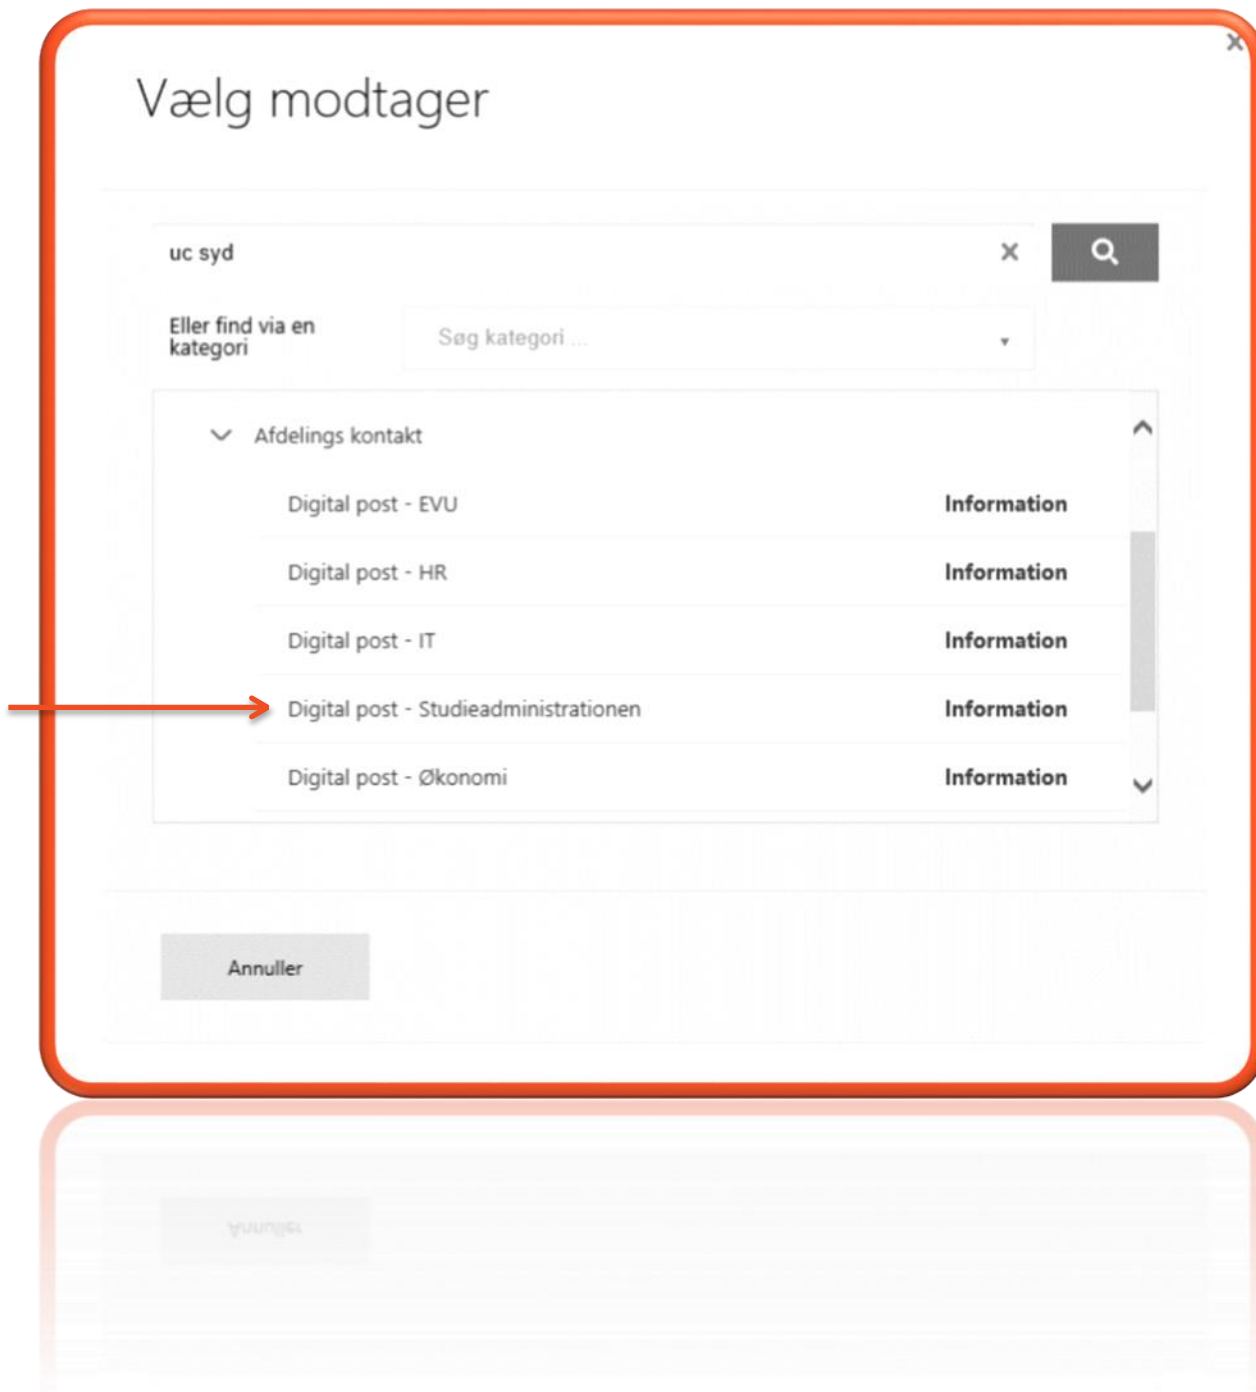 Vælg modtager
uc syd
Eller find via en
kategori
Søg kategori ...
Afdelings kontakt
Digital post - EVU Information
Digital post - HR Information
Digital post - IT Information
Digital post - Studieadministrationen Information
Digital post - Økonomi Information
Annuller
Annuller